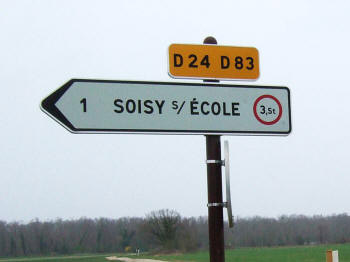 D 24 D 83
1 SOISY s/ ÉCOLE 3,5t